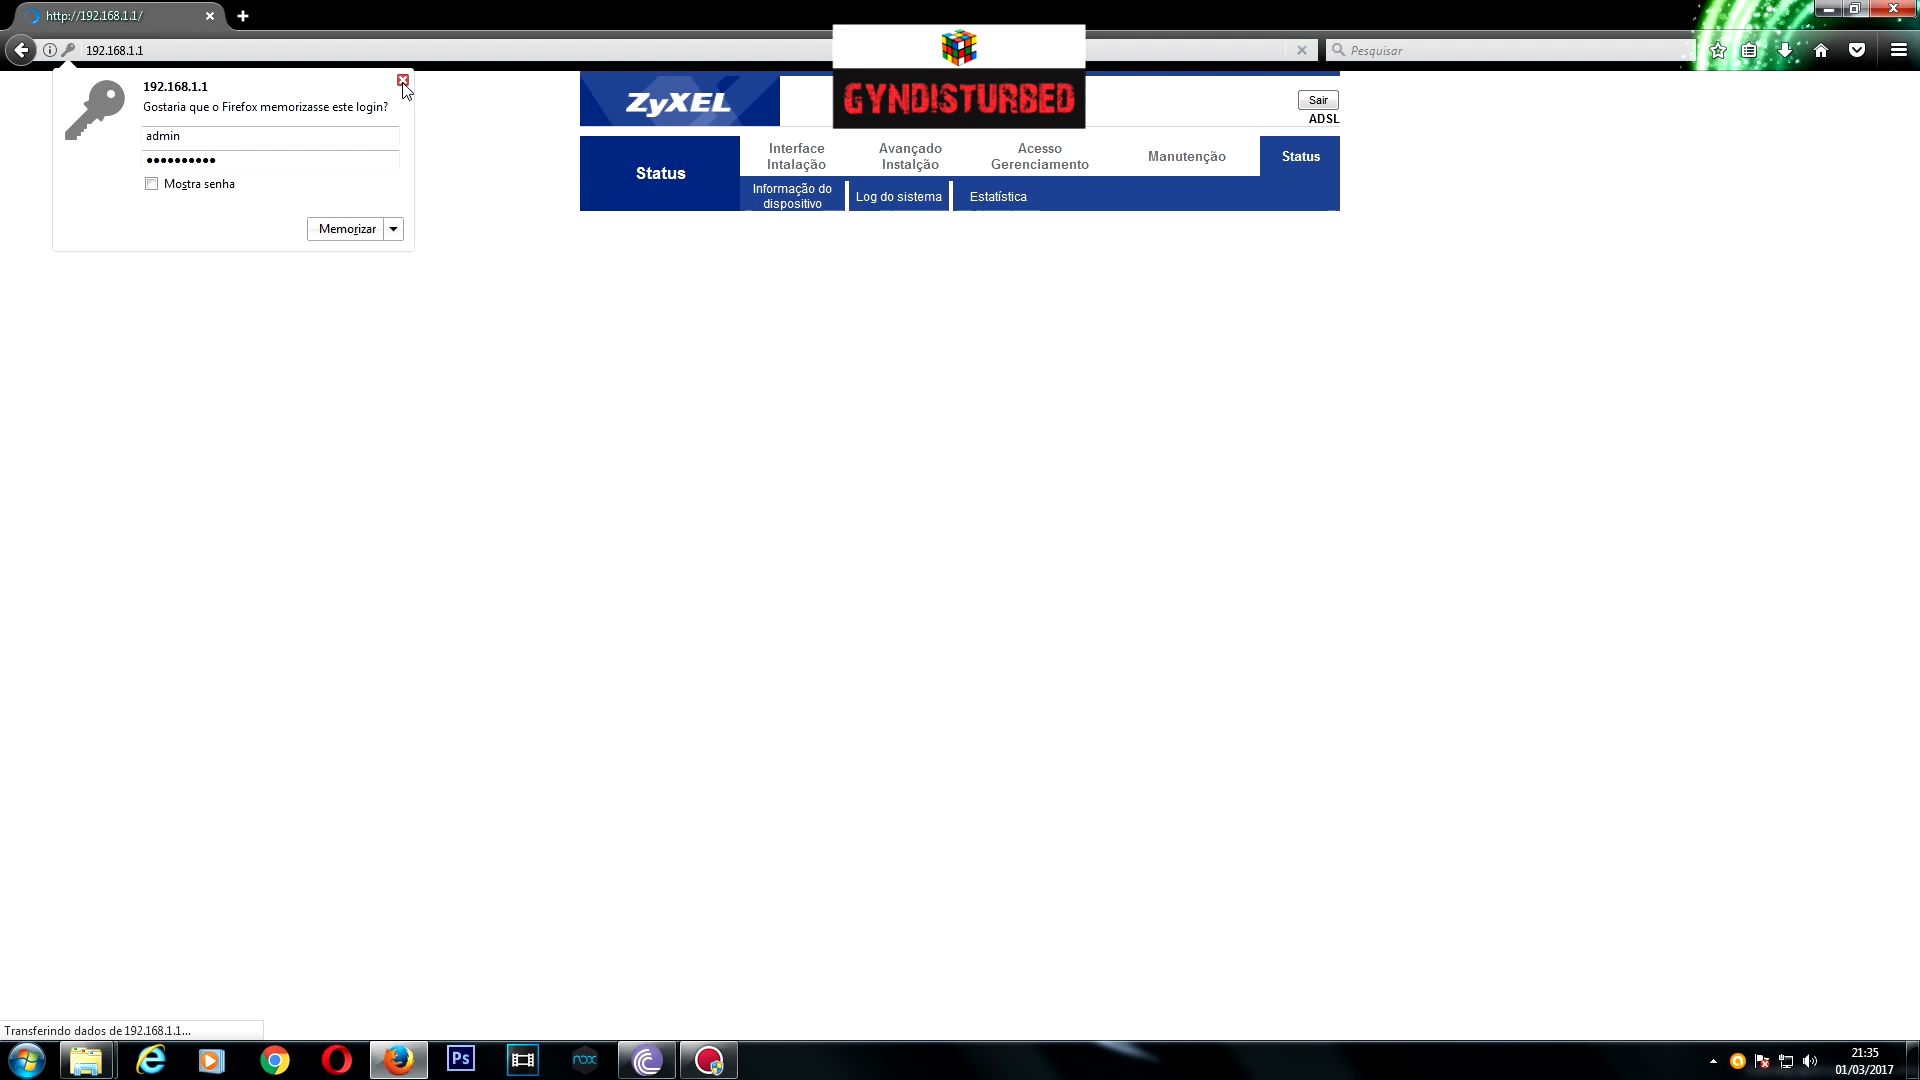 http://192.168.1.1/
192.168.1.1
Pesquisar
192.168.1.1
Gostaria que o Firefox memorizasse este login?
admin
••••••••••
Mostra senha
Memorizar
ZyXEL
GYNDISTURBED
Sair
ADSL
Status
Interface
Intalação
Avançado
Instalção
Acesso
Gerenciamento
Manutenção
Status
Informação do
dispositivo
Log do sistema
Estatística
Transferindo dados de 192.168.1.1...
Ps
nox
21:35
01/03/2017